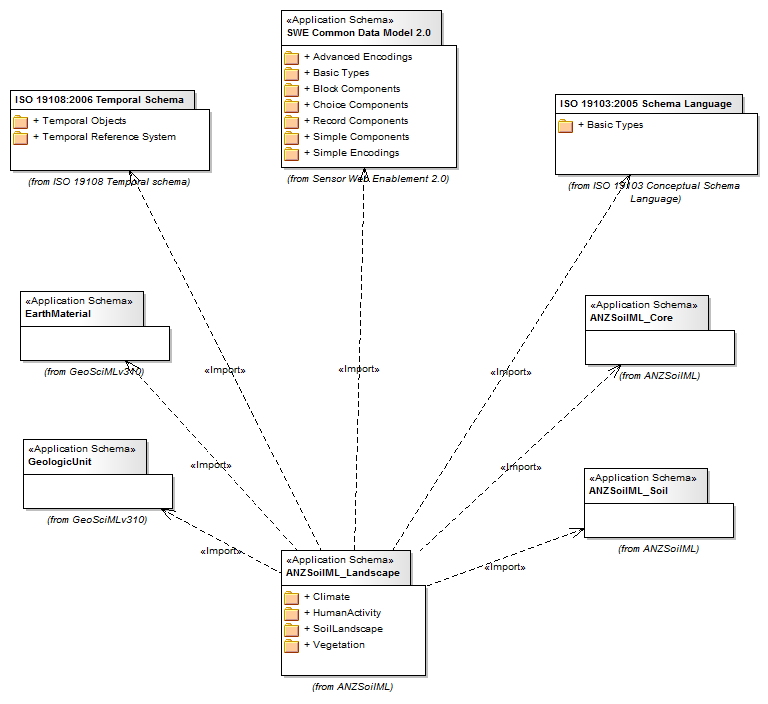 «Application Schema»
SWE Common Data Model 2.0
+ Advanced Encodings
+ Basic Types
+ Block Components
+ Choice Components
+ Record Components
+ Simple Components
+ Simple Encodings
(from Sensor Web Enablement 2.0)
ISO 19108:2006 Temporal Schema
+ Temporal Objects
+ Temporal Reference System
(from ISO 19108 Temporal schema)
ISO 19103:2005 Schema Language
+ Basic Types
(from ISO 19103 Conceptual Schema
Language)
«Application Schema»
EarthMaterial
(from GeoSciMLv310)
«Application Schema»
ANZSoilML_Core
(from ANZSoilML)
«Import»
«Import»
«Import»
«Application Schema»
GeologicUnit
(from GeoSciMLv310)
«Import»
«Import»
«Application Schema»
ANZSoilML_Soil
(from ANZSoilML)
«Import»
«Import»
«Application Schema»
ANZSoilML_Landscape
+ Climate
+ HumanActivity
+ SoilLandscape
+ Vegetation
(from ANZSoilML)